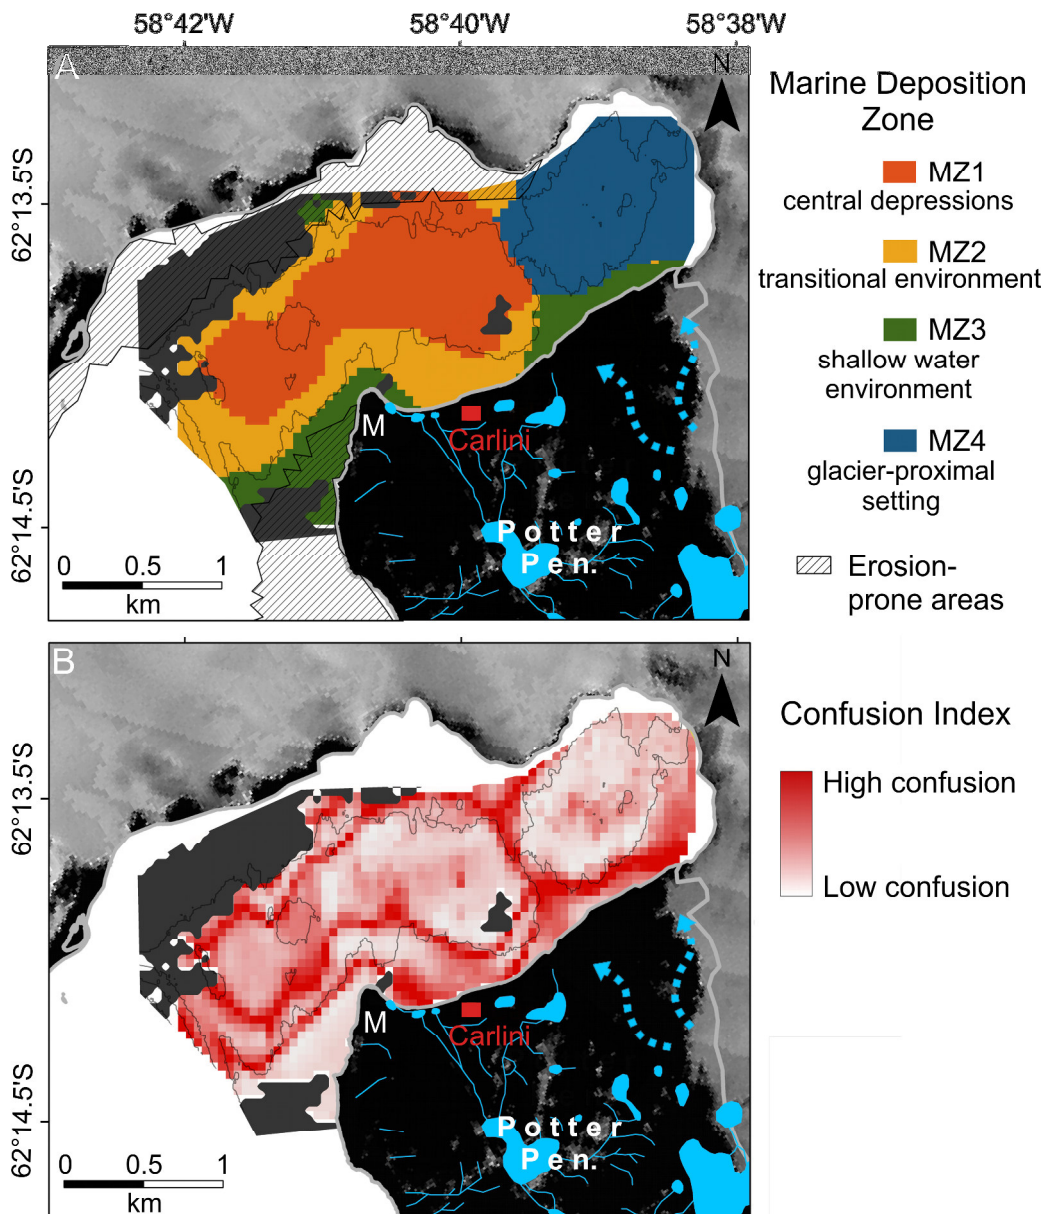 58°42'W 58°40'W 58°38'W
A
N
62°13.5'S
62°14.5'S
M
Carlini
Potter
Pen.
0 0.5 1
km
Marine Deposition
Zone
MZ1
central depressions
MZ2
transitional environment
MZ3
shallow water
environment
MZ4
glacier-proximal
setting
Erosion-
prone areas
B
N
62°13.5'S
62°14.5'S
M
Carlini
Potter
Pen.
0 0.5 1
km
Confusion Index
High confusion
Low confusion